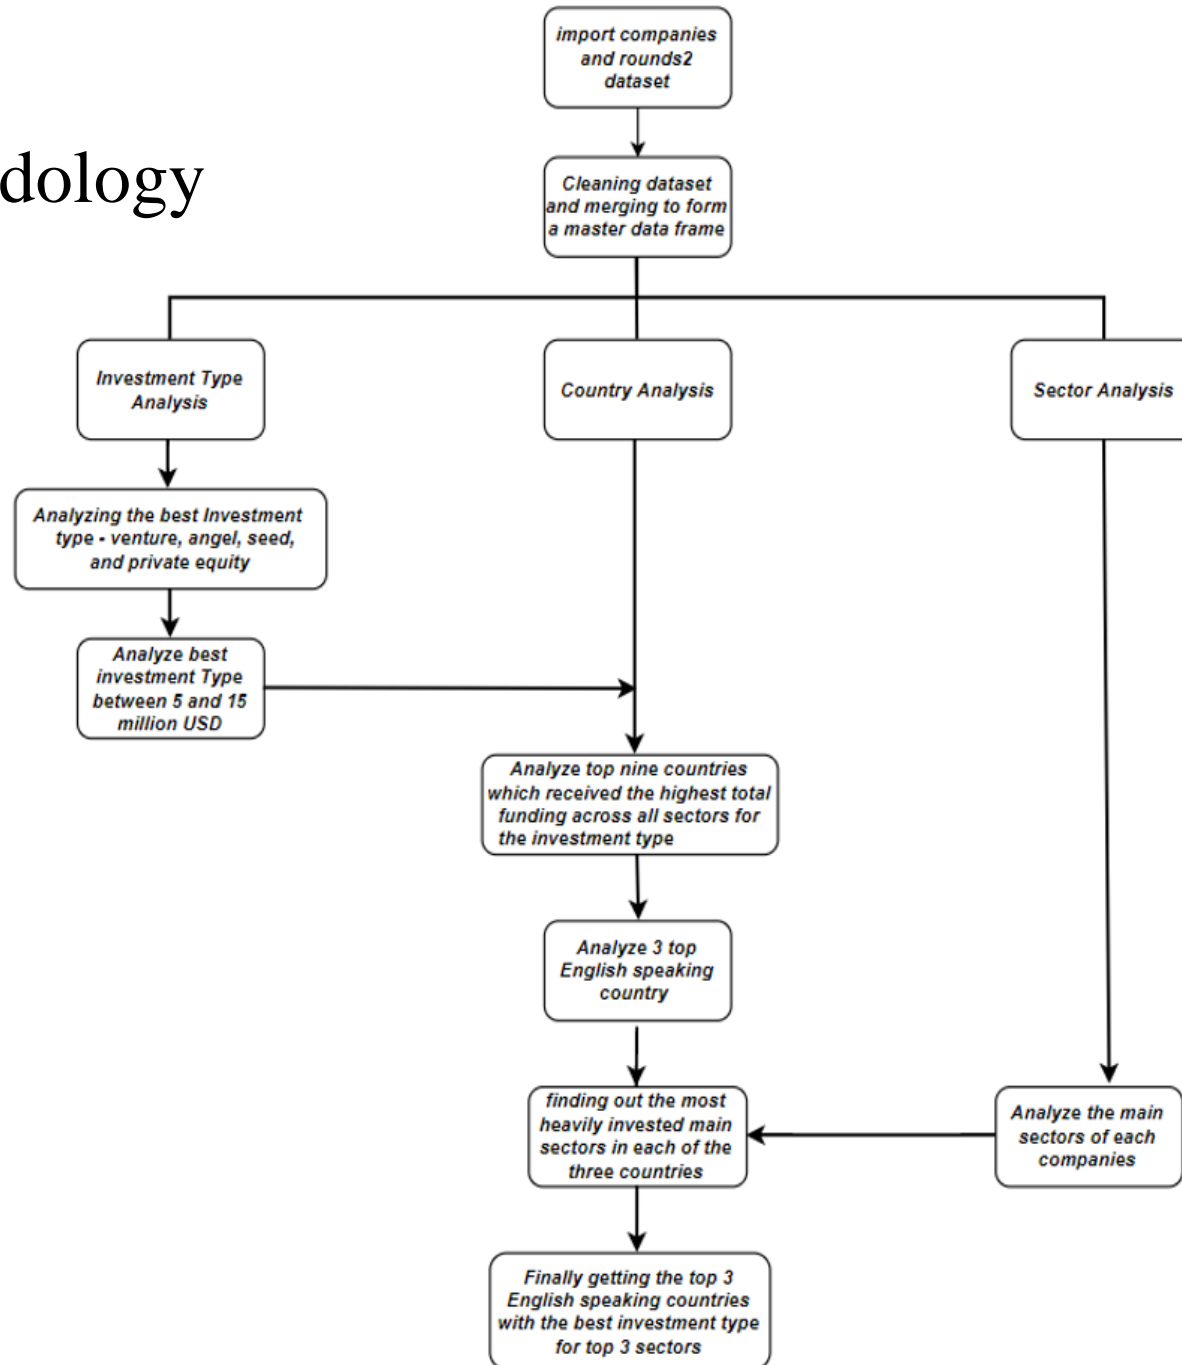 import companies
and rounds2
dataset
dology
Cleaning dataset
and merging to form
a master data frame
Investment Type
Analysis
Country Analysis
Sector Analysis
Analyzing the best Investment
type - venture, angel, seed,
and private equity
Analyze best
investment Type
between 5 and 15
million USD
Analyze top nine countries
which received the highest total
funding across all sectors for
the investment type
Analyze 3 top
English speaking
country
finding out the most
heavily invested main
sectors in each of the
three countries
Analyze the main
sectors of each
companies
Finally getting the top 3
English speaking countries
with the best investment type
for top 3 sectors